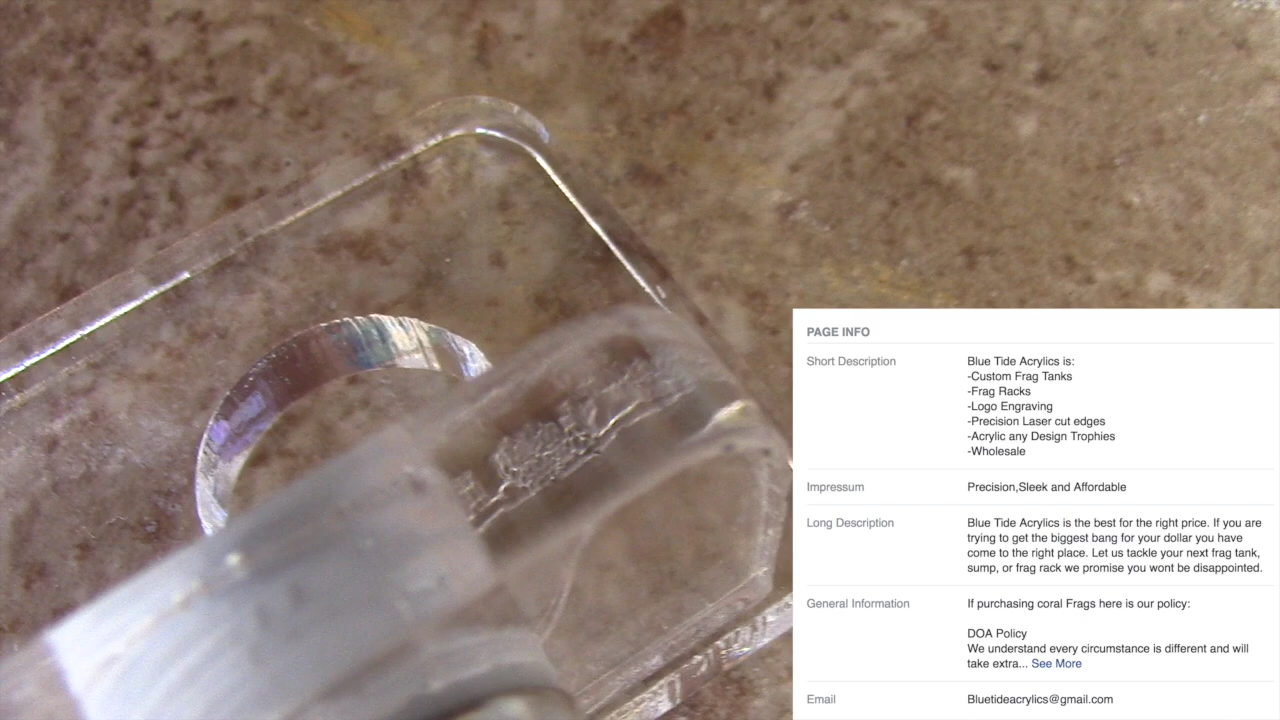 PAGE INFO
Short Description
Blue Tide Acrylics is:
-Custom Frag Tanks
-Frag Racks
-Logo Engraving
-Precision Laser cut edges
-Acrylic any Design Trophies
-Wholesale
Impressum
Precision,Sleek and Affordable
Long Description
Blue Tide Acrylics is the best for the right price. If you are
trying to get the biggest bang for your dollar you have
come to the right place. Let us tackle your next frag tank,
sump, or frag rack we promise you wont be disappointed.
General Information
If purchasing coral Frags here is our policy:
DOA Policy
We understand every circumstance is different and will
take extra... See More
Email
Bluetideacrylics@gmail.com